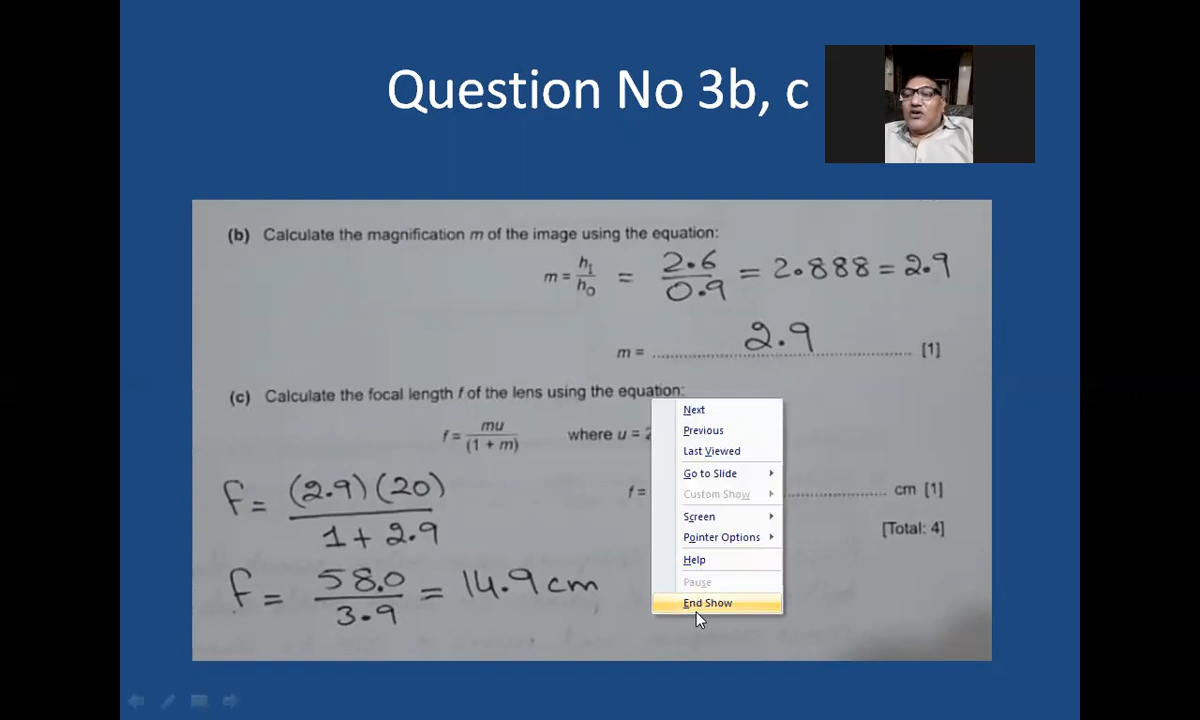 Question No 3b, c
(b) Calculate the magnification m of the image using the equation:
m = hI/hO = 2.6/0.9 = 2.888 = 2.9
m = 2.9 [1]
(c) Calculate the focal length f of the lens using the equation:
f = mu/(1 + m) where u =
f = cm [1]
[Total: 4]
f = (2.9)(20)/1 + 2.9
f = 58.0/3.9 = 14.9 cm
Next
Previous
Last Viewed
Go to Slide
Custom Show
Screen
Pointer Options
Help
Pause
End Show